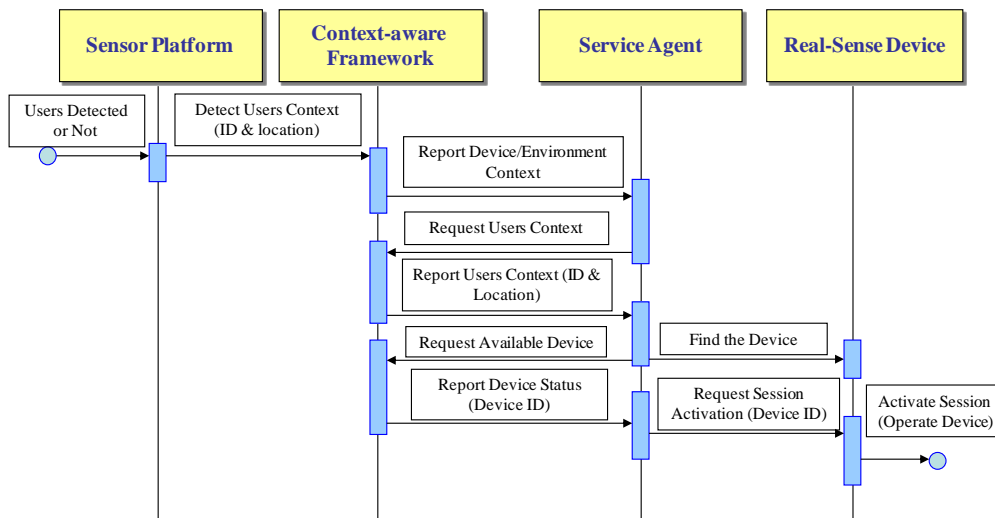 Sensor Platform
Context-aware
Framework
Service Agent
Real-Sense Device
Users Detected
or Not
Detect Users Context
(ID & location)
Report Device/Environment
Context
Request Users Context
Report Users Context (ID &
Location)
Request Available Device
Find the Device
Report Device Status
(Device ID)
Request Session
Activation (Device ID)
Activate Session
(Operate Device)